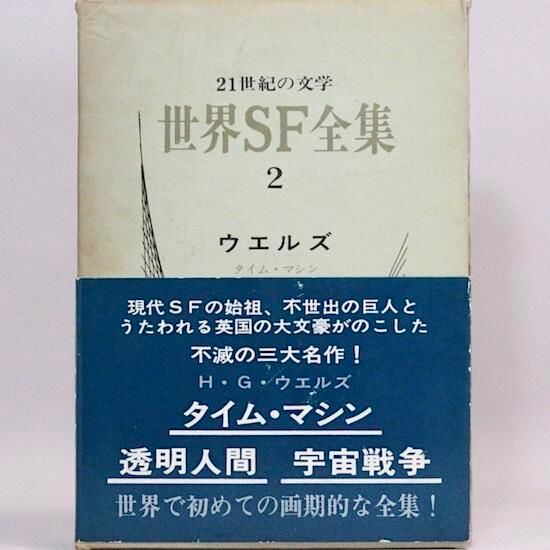 21世紀の文学
世界SF全集
2
ウエルズ
タイム・マシン
現代SFの始祖、不世出の巨人と
うたわれる英国の大文豪がのこした
不滅の三大名作！
H・G・ウエルズ
タイム・マシン
透明人間 宇宙戦争
世界で初めての画期的な全集！